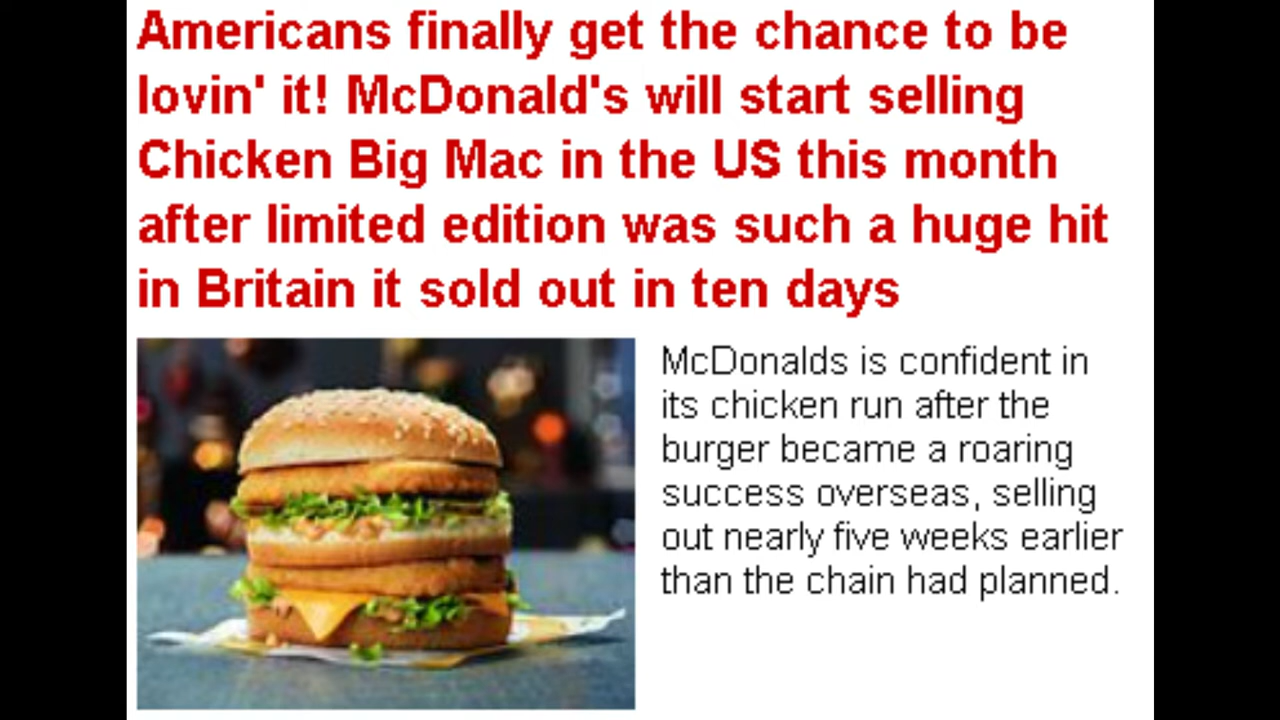 Americans finally get the chance to be
lovin' it! McDonald's will start selling
Chicken Big Mac in the US this month
after limited edition was such a huge hit
in Britain it sold out in ten days
McDonalds is confident in
its chicken run after the
burger became a roaring
success overseas, selling
out nearly five weeks earlier
than the chain had planned.